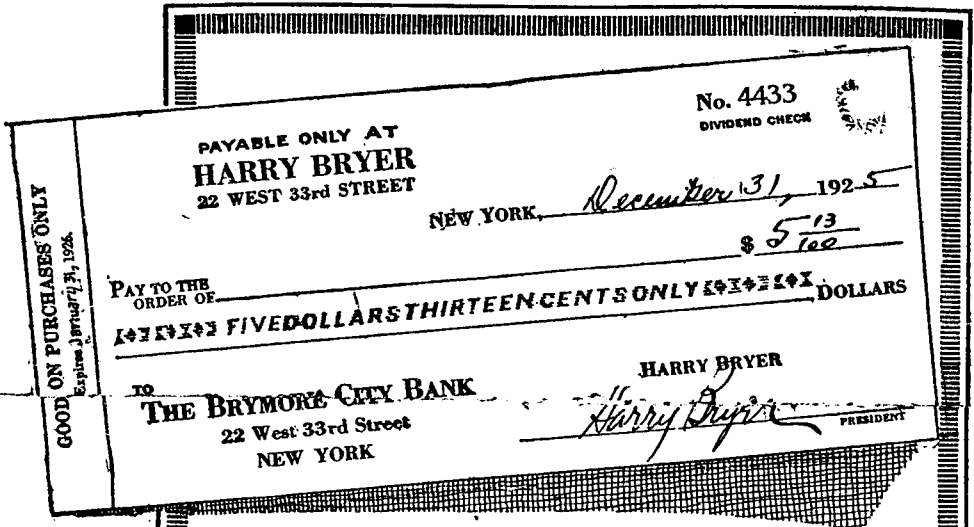 No. 4433
DIVIDEND CHECK
PAYABLE ONLY AT
HARRY BRYER
22 WEST 33rd STREET
NEW YORK, December 31, 1925
$ 5 13/100
PAY TO THE
ORDER OF
FIVE DOLLARS THIRTEEN CENTS ONLY DOLLARS
TO
THE BRYMORE CITY BANK
22 West 33rd Street
NEW YORK
HARRY BRYER
Harry Bryer
PRESIDENT
GOOD ON PURCHASES ONLY
Expires January 31, 1926.